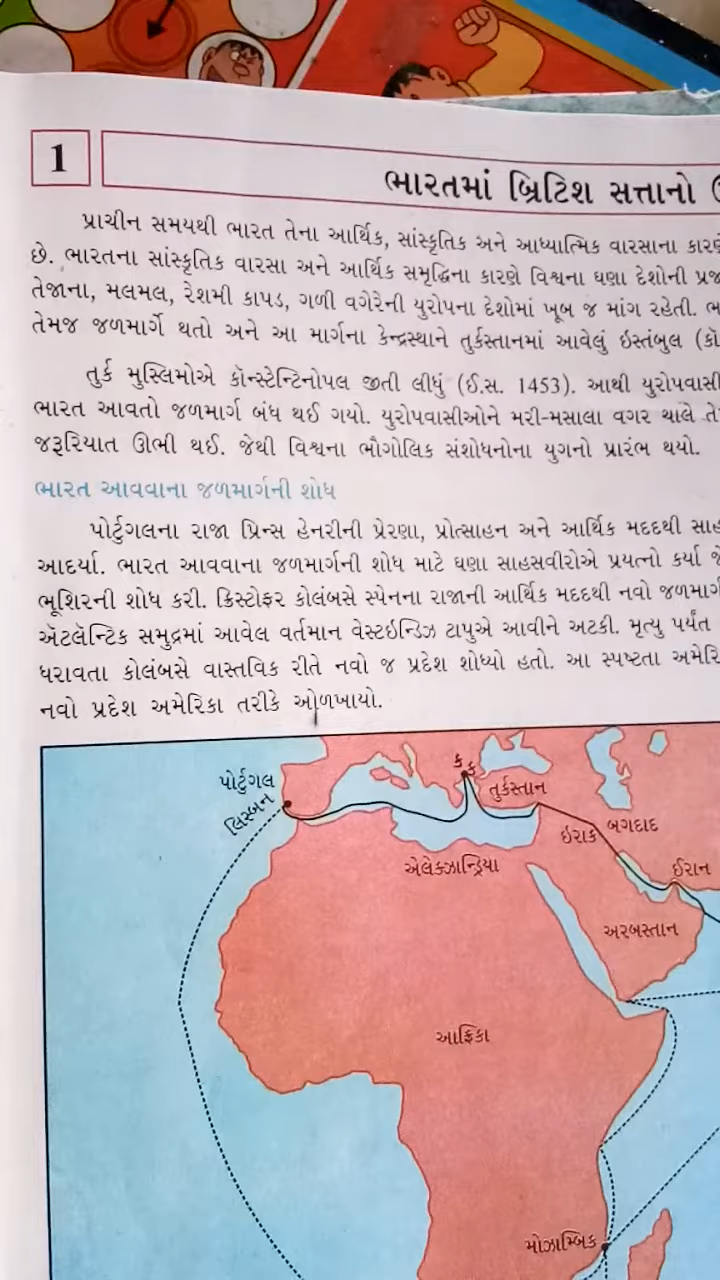 1
ભારતમાં બ્રિટિશ સત્તાનો
પ્રાચીન સમયથી ભારત તેના આર્થિક, સાંસ્કૃતિક અને આધ્યાત્મિક વારસાના
છે. ભારતના સાંસ્કૃતિક વારસા અને આર્થિક સમૃદ્ધિના કારણે વિશ્વના ઘણા દેશોની
તેજાના, મલમલ, રેશમી કાપડ, ગળી વગેરેની યુરોપના દેશોમાં ખૂબ જ માંગ રહેતી.
તેમજ જળમાર્ગે થતો અને આ માર્ગના કેન્દ્રસ્થાને તુર્કસ્તાનમાં આવેલું ઇસ્તંબુલ
તુર્ક મુસ્લિમોએ કૉન્સ્ટેન્ટિનોપલ જીતી લીધું (ઈ.સ. 1453). આથી યુરોપવાસી
ભારત આવતો જળમાર્ગ બંધ થઈ ગયો. યુરોપવાસીઓને મરી-મસાલા વગર ચાલે
જરૂરિયાત ઊભી થઈ. જેથી વિશ્વના ભૌગોલિક સંશોધનોના યુગનો પ્રારંભ થયો.
ભારત આવવાના જળમાર્ગની શોધ
પોર્ટુગલના રાજા પ્રિન્સ હેનરીની પ્રેરણા, પ્રોત્સાહન અને આર્થિક મદદથી
આદર્યા. ભારત આવવાના જળમાર્ગની શોધ માટે ઘણા સાહસવીરોએ પ્રયત્નો કર્યા
ભૂશિરની શોધ કરી. ક્રિસ્ટોફર કોલંબસે સ્પેનના રાજાની આર્થિક મદદથી નવો જળમાર્ગ
ઍટલૅન્ટિક સમુદ્રમાં આવેલ વર્તમાન વેસ્ટઇન્ડિઝ ટાપુએ આવીને અટકી. મૃત્યુ પર્યંત
ધરાવતા કોલંબસે વાસ્તવિક રીતે નવો જ પ્રદેશ શોધ્યો હતો. આ સ્પષ્ટતા
નવો પ્રદેશ અમેરિકા તરીકે ઓળખાયો.
પોર્ટુગલ
લિસ્બન
તુર્કસ્તાન
ઇરાક
બગદાદ
ઈરાન
એલેક્ઝાન્ડ્રિયા
અરબસ્તાન
આફ્રિકા
મોઝામ્બિક